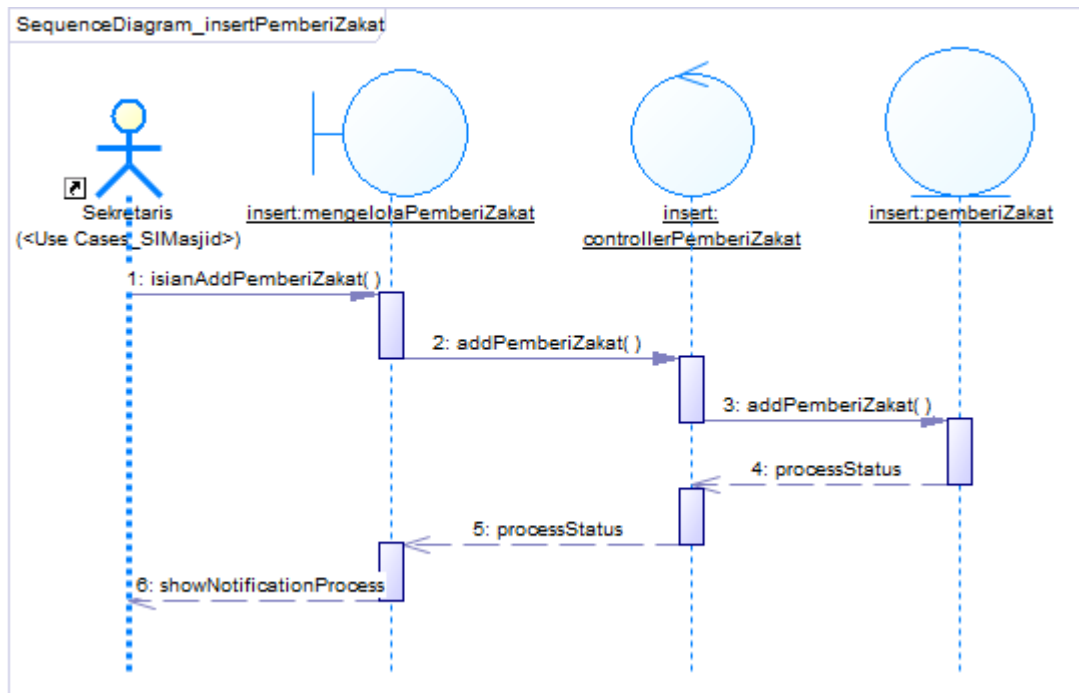 SequenceDiagram_insertPemberiZakat
Sekretaris
(<Use Cases_SIMasjid>)
insert:mengelolaPemberiZakat
insert:
controllerPemberiZakat
insert:pemberiZakat
1: isianAddPemberiZakat( )
2: addPemberiZakat( )
3: addPemberiZakat( )
4: processStatus
5: processStatus
6: showNotificationProcess